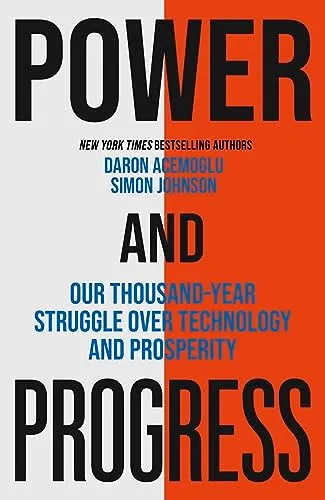 POWER
NEW YORK TIMES BESTSELLING AUTHORS
DARON ACEMOGLU
SIMON JOHNSON
AND
OUR THOUSAND-YEAR
STRUGGLE OVER TECHNOLOGY
AND PROSPERITY
PROGRESS